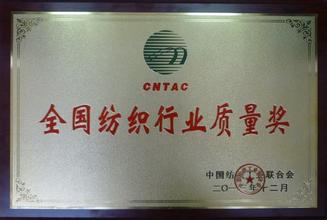 CNTAC
全国纺织行业质量奖
中国纺 联合会
二〇一 年十二月